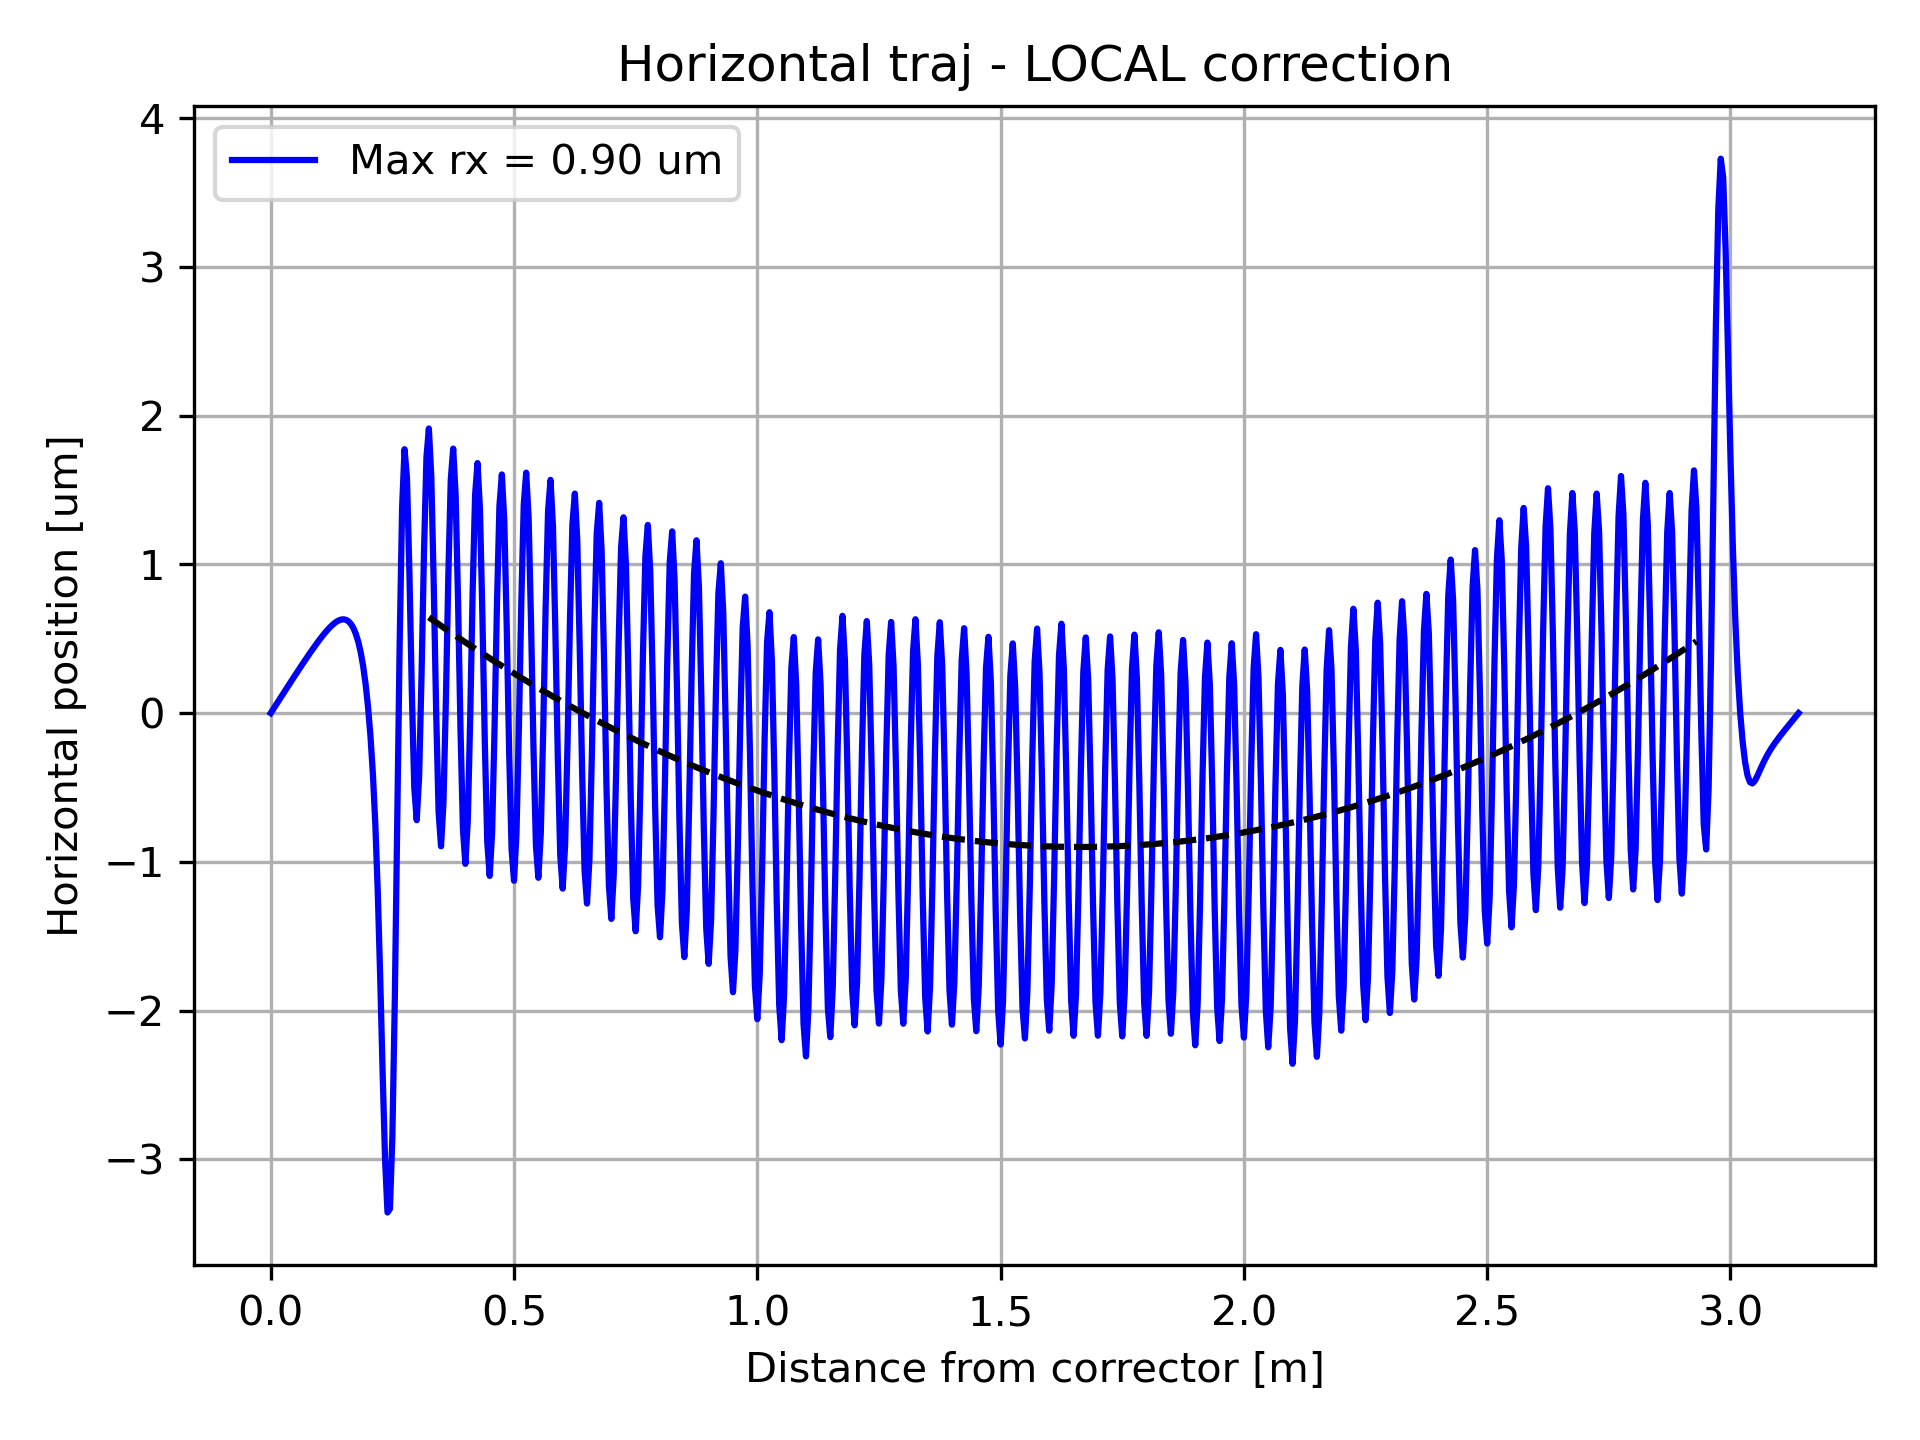 Horizontal traj - LOCAL correction
Max rx = 0.90 um
4
3
2
1
0
−1
−2
−3
Horizontal position [um]
0.0 0.5 1.0 1.5 2.0 2.5 3.0
Distance from corrector [m]